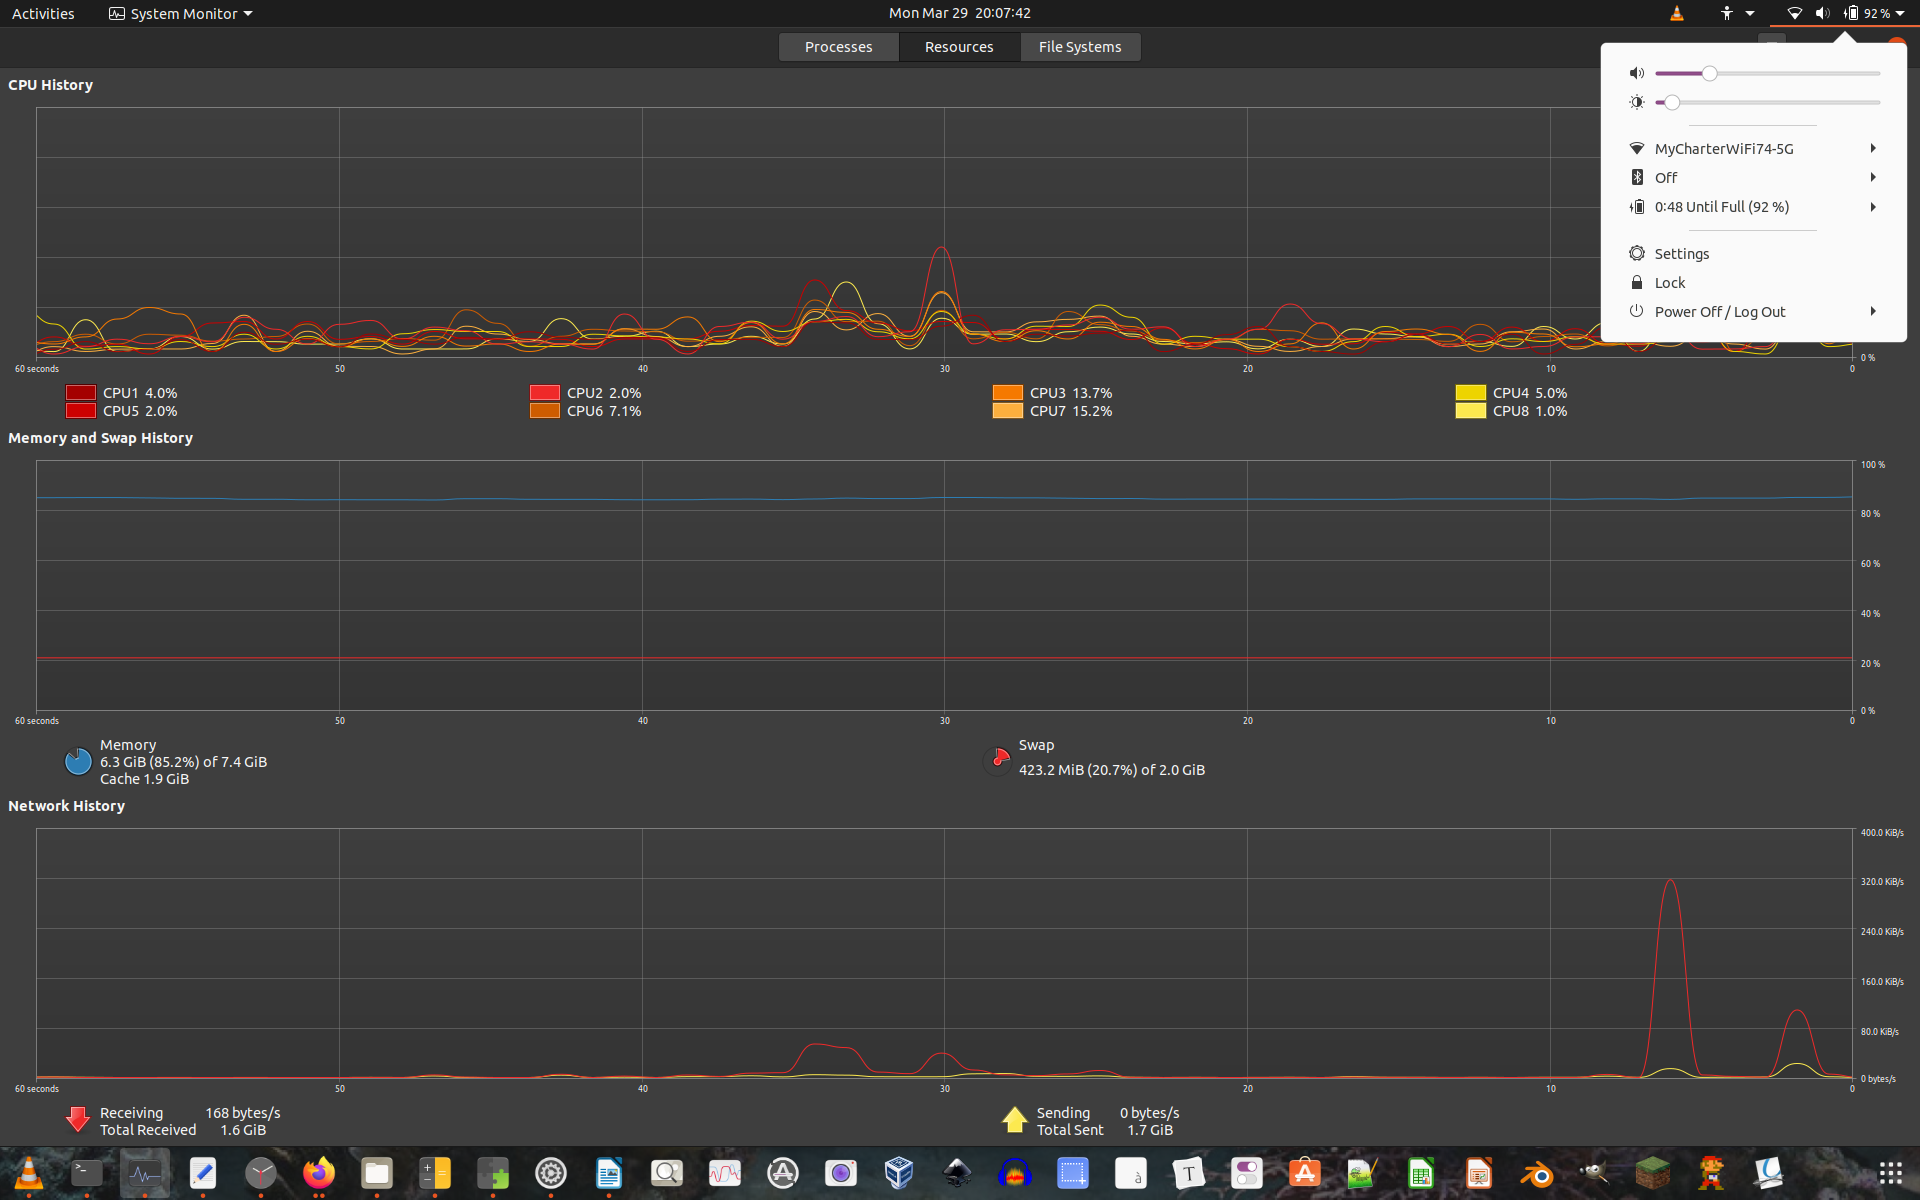 Activities System Monitor Mon Mar 29 20:07:42 92 %
Processes Resources File Systems
CPU History
MyCharterWiFi74-5G
Off
0:48 Until Full (92 %)
Settings
Lock
Power Off / Log Out
0 %
60 seconds 50 40 30 20 10 0
CPU1 4.0% CPU2 2.0% CPU3 13.7% CPU4 5.0%
CPU5 2.0% CPU6 7.1% CPU7 15.2% CPU8 1.0%
Memory and Swap History
100 %
80 %
60 %
40 %
20 %
0 %
60 seconds 50 40 30 20 10 0
Memory
6.3 GiB (85.2%) of 7.4 GiB
Cache 1.9 GiB
Swap
423.2 MiB (20.7%) of 2.0 GiB
Network History
400.0 KiB/s
320.0 KiB/s
240.0 KiB/s
160.0 KiB/s
80.0 KiB/s
0 bytes/s
60 seconds 50 40 30 20 10 0
Receiving 168 bytes/s
Total Received 1.6 GiB
Sending 0 bytes/s
Total Sent 1.7 GiB
>_ à T